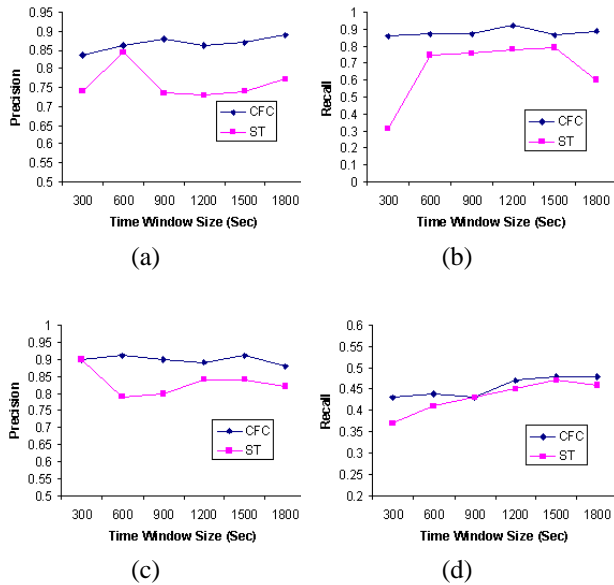 Precision
0.95
0.9
0.85
0.8
0.75
0.7
0.65
0.6
0.55
0.5
CFC
ST
300 600 900 1200 1500 1800
Time Window Size (Sec)
(a)
Recall
1
0.9
0.8
0.7
0.6
0.5
0.4
0.3
0.2
0.1
0
CFC
ST
300 600 900 1200 1500 1800
Time Window Size (Sec)
(b)
Precision
1
0.95
0.9
0.85
0.8
0.75
0.7
0.65
0.6
0.55
0.5
CFC
ST
300 600 900 1200 1500 1800
Time Window Size (Sec)
(c)
Recall
0.6
0.55
0.5
0.45
0.4
0.35
0.3
0.25
0.2
CFC
ST
300 600 900 1200 1500 1800
Time Window Size (Sec)
(d)